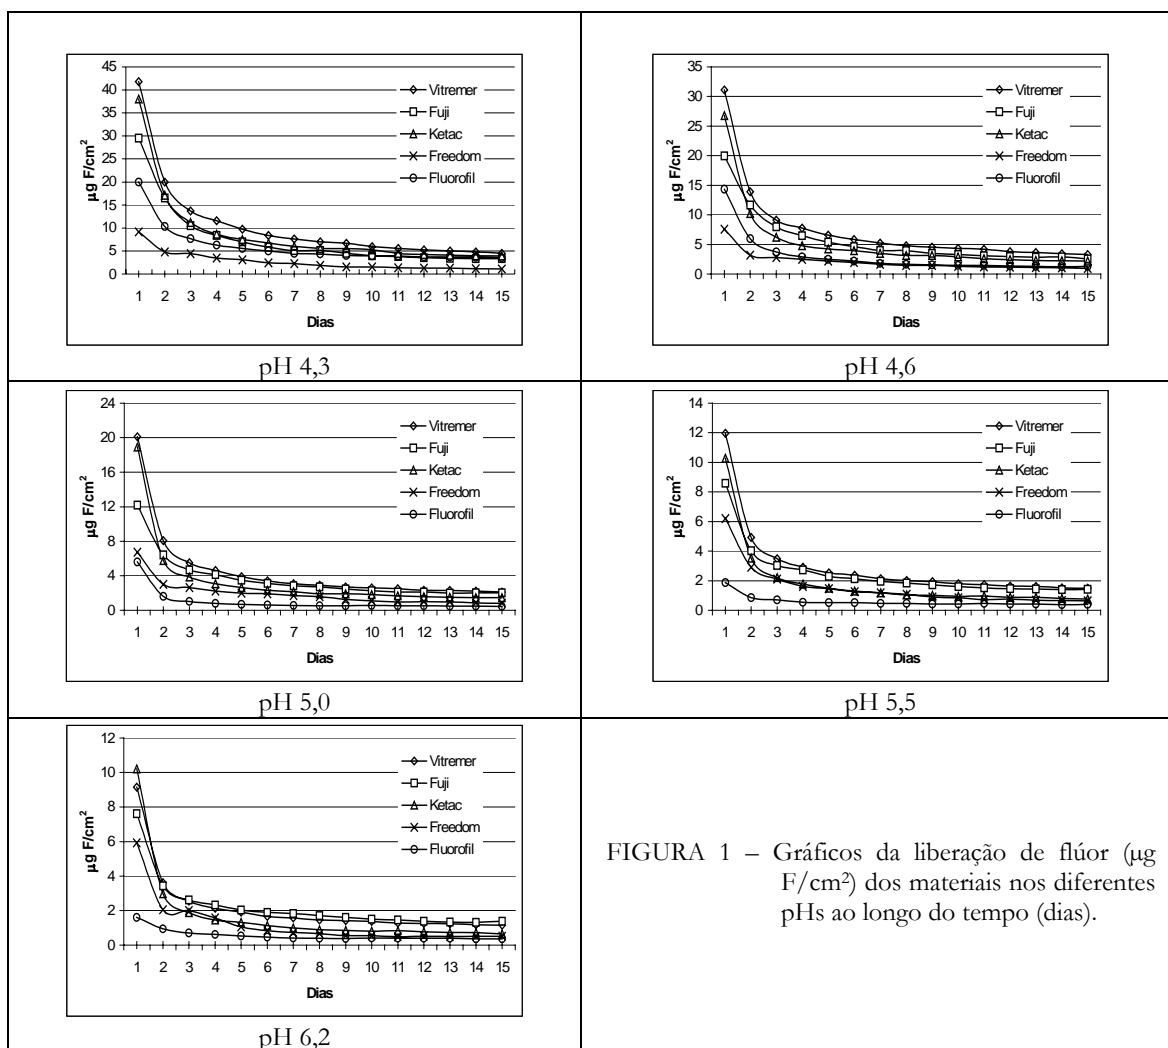 45
40
35
30
25
20
15
10
5
0
µg F/cm²
1 2 3 4 5 6 7 8 9 10 11 12 13 14 15
Dias
Vitremer
Fuji
Ketac
Freedom
Fluorofil
pH 4,3
35
30
25
20
15
10
5
0
µg F/cm²
1 2 3 4 5 6 7 8 9 10 11 12 13 14 15
Dias
Vitremer
Fuji
Ketac
Freedom
Fluorofil
pH 4,6
24
20
16
12
8
4
0
µg F/cm²
1 2 3 4 5 6 7 8 9 10 11 12 13 14 15
Dias
Vitremer
Fuji
Ketac
Freedom
Fluorofil
pH 5,0
14
12
10
8
6
4
2
0
µg F/cm²
1 2 3 4 5 6 7 8 9 10 11 12 13 14 15
Dias
Vitremer
Fuji
Ketac
Freedom
Fluorofil
pH 5,5
12
10
8
6
4
2
0
µg F/cm²
1 2 3 4 5 6 7 8 9 10 11 12 13 14 15
Dias
Vitremer
Fuji
Ketac
Freedom
Fluorofil
pH 6,2
FIGURA 1 – Gráficos da liberação de flúor (µg
F/cm²) dos materiais nos diferentes
pHs ao longo do tempo (dias).